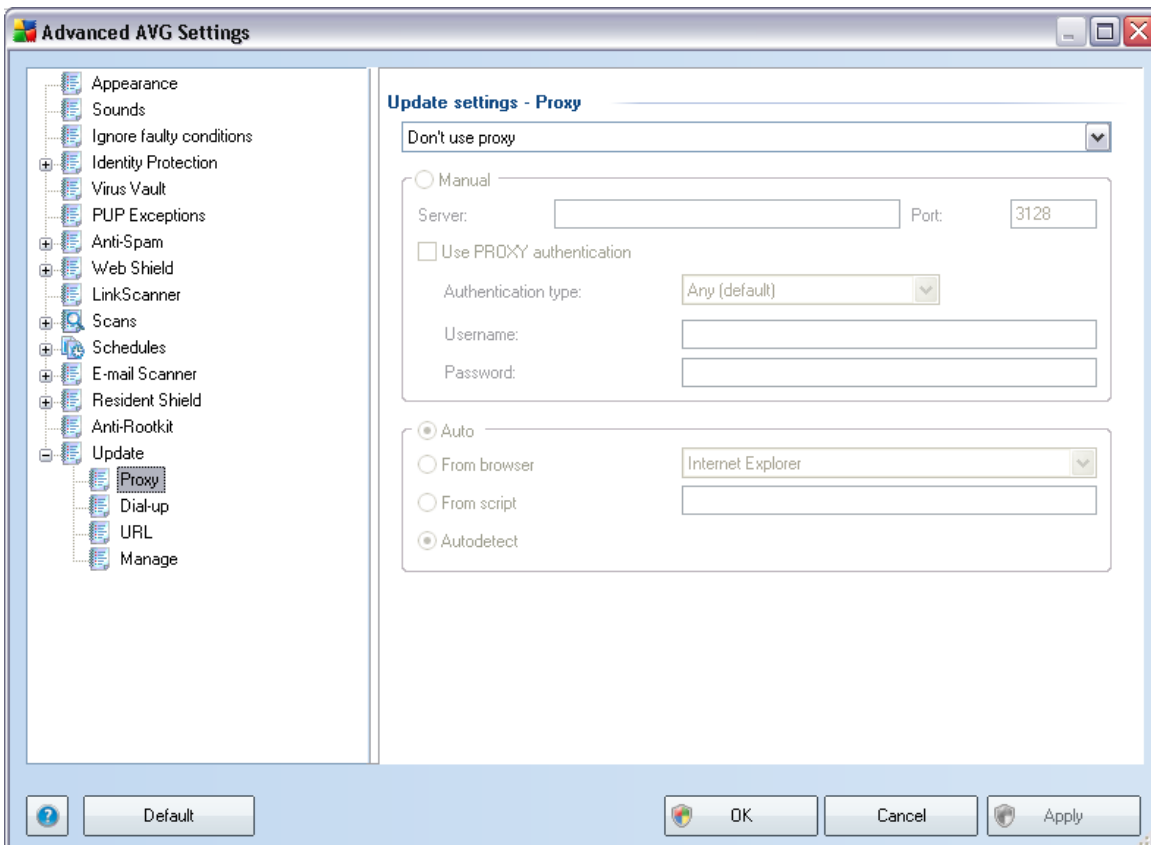 Advanced AVG Settings
Appearance
Sounds
Ignore faulty conditions
Identity Protection
Virus Vault
PUP Exceptions
Anti-Spam
Web Shield
LinkScanner
Scans
Schedules
E-mail Scanner
Resident Shield
Anti-Rootkit
Update
Proxy
Dial-up
URL
Manage
Update settings - Proxy
Don't use proxy
Manual
Server: Port: 3128
Use PROXY authentication
Authentication type: Any (default)
Username:
Password:
Auto
From browser Internet Explorer
From script
Autodetect
? Default OK Cancel Apply